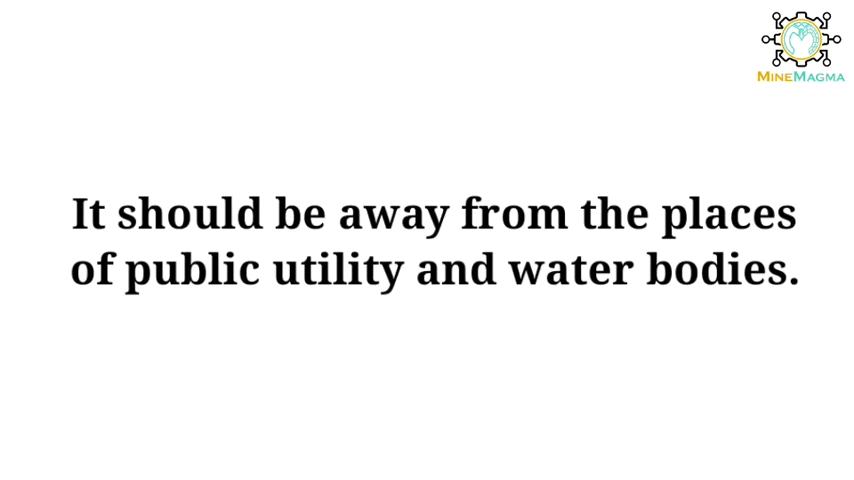 MineMagma
It should be away from the places
of public utility and water bodies.